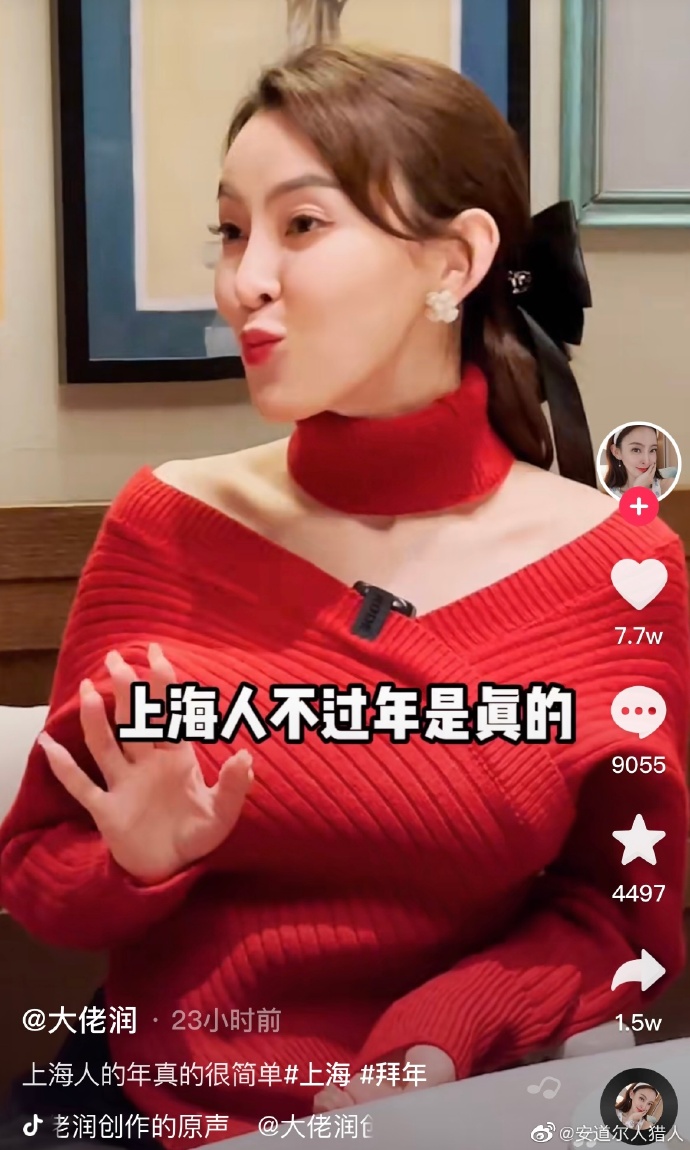 上海人不过年是真的
7.7w
9055
4497
1.5w
@大佬润 · 23小时前
上海人的年真的很简单#上海 #拜年
老润创作的原声 @大佬润创
@安道尔人猎人